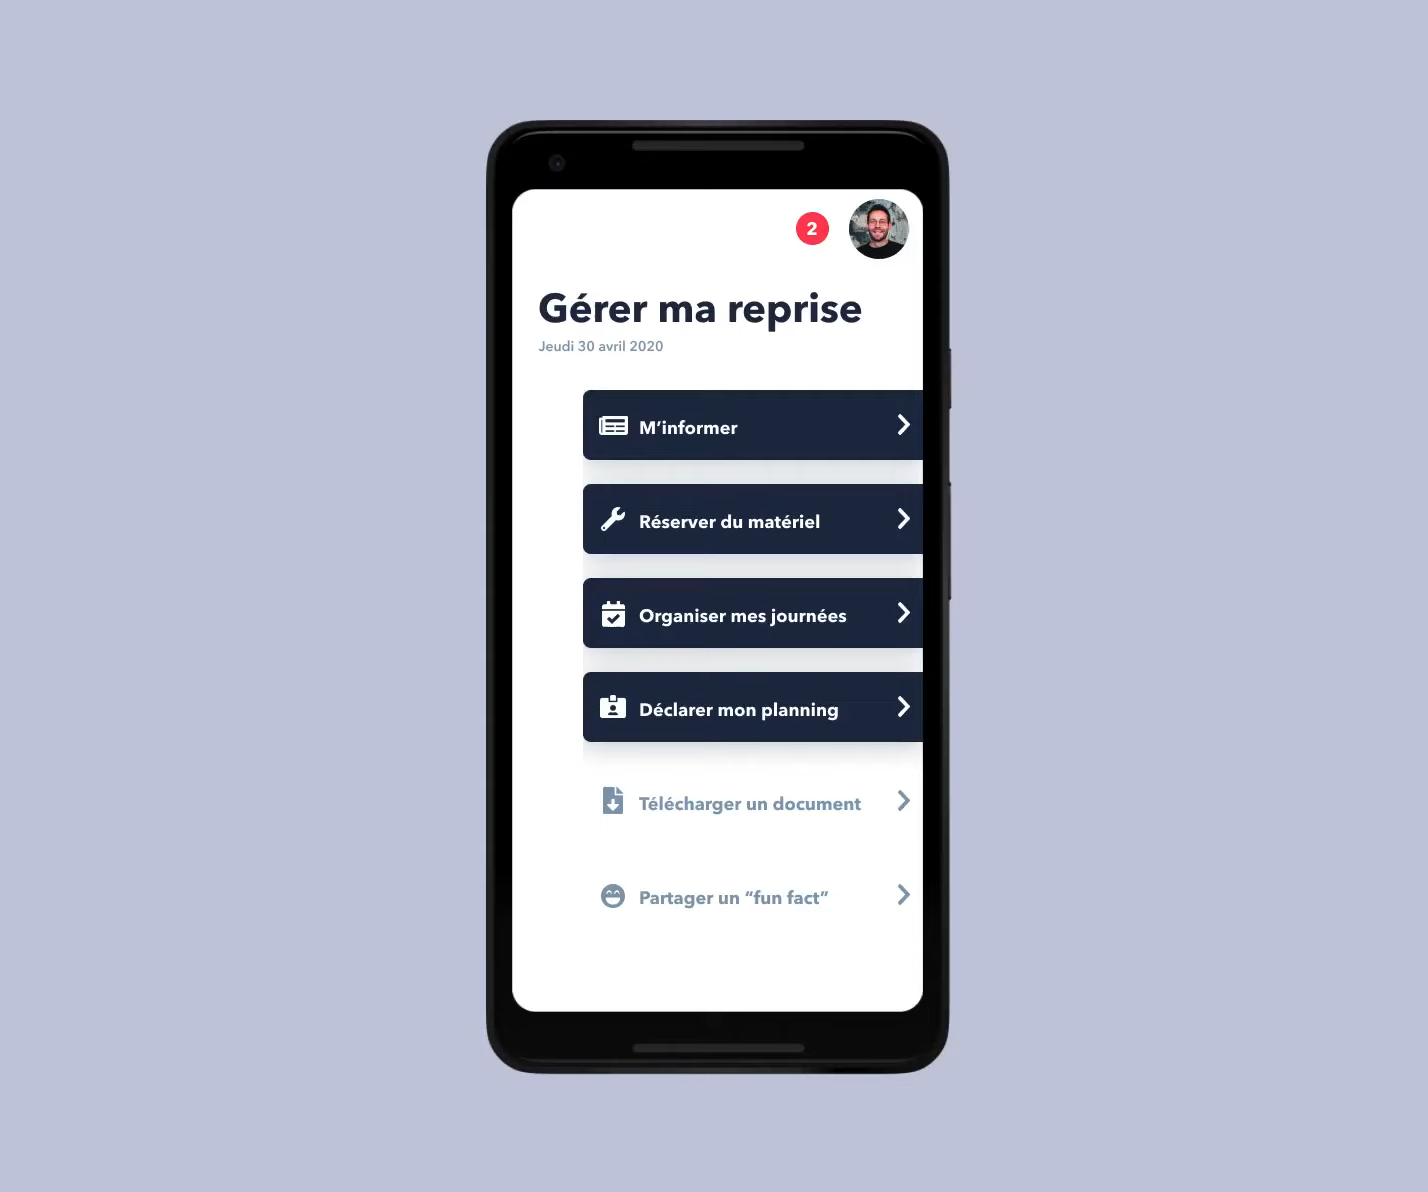 2
Gérer ma reprise
Jeudi 30 avril 2020
M’informer
Réserver du matériel
Organiser mes journées
Déclarer mon planning
Télécharger un document
Partager un “fun fact”